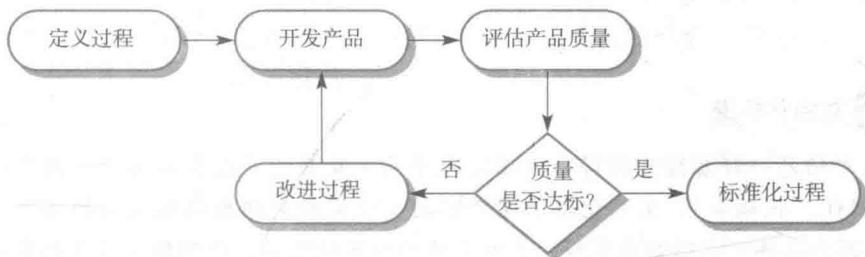 定义过程
开发产品
评估产品质量
改进过程
否
质量
是否达标?
是
标准化过程